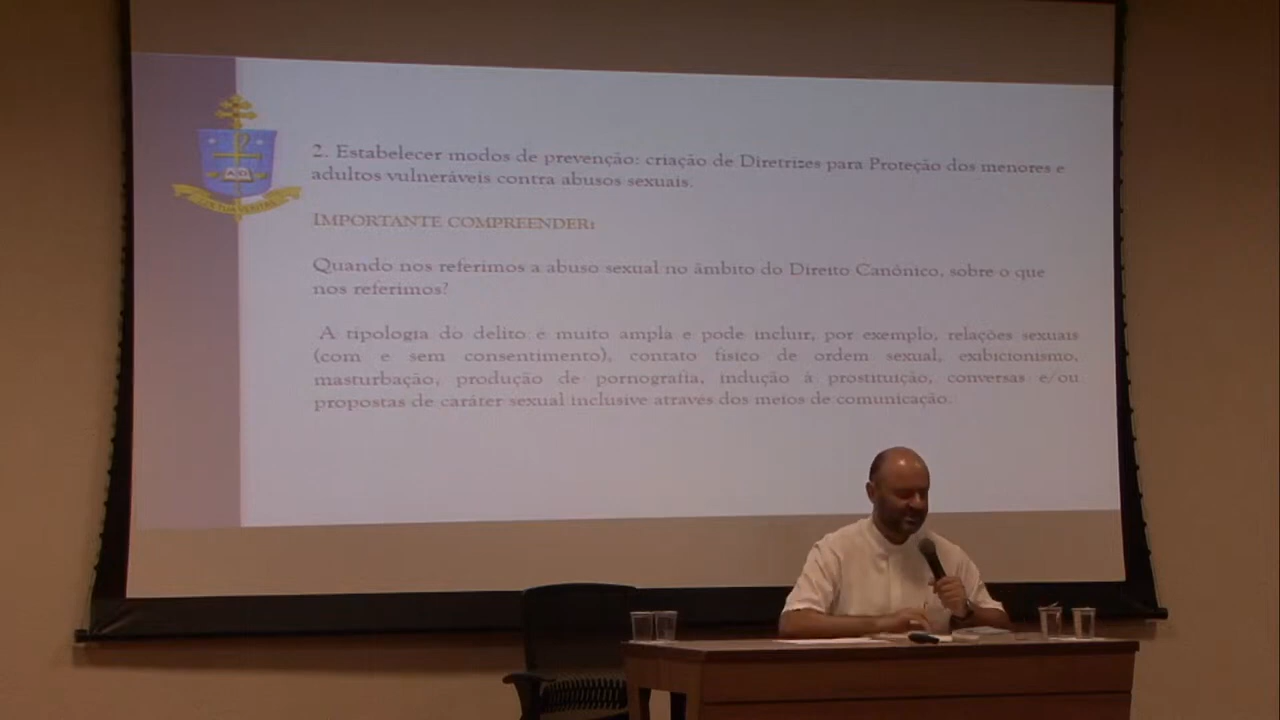 2. Estabelecer modos de prevenção: criação de Diretrizes para Proteção dos menores e
adultos vulneráveis contra abusos sexuais.
IMPORTANTE COMPREENDER:
Quando nos referimos a abuso sexual no âmbito do Direito Canônico, sobre o que
nos referimos?
A tipologia do delito é muito ampla e pode incluir, por exemplo, relações sexuais
(com e sem consentimento), contato físico de ordem sexual, exibicionismo,
masturbação, produção de pornografia, indução à prostituição, conversas e/ou
propostas de caráter sexual inclusive através dos meios de comunicação.